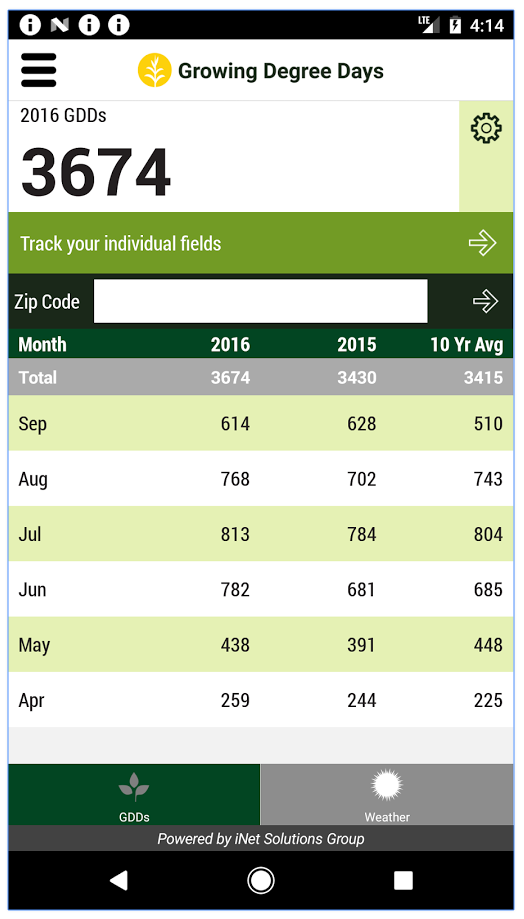 LTE 4:14
Growing Degree Days
2016 GDDs
3674
Track your individual fields
Zip Code
Month 2016 2015 10 Yr Avg
Total 3674 3430 3415
Sep 614 628 510
Aug 768 702 743
Jul 813 784 804
Jun 782 681 685
May 438 391 448
Apr 259 244 225
GDDs Weather
Powered by iNet Solutions Group